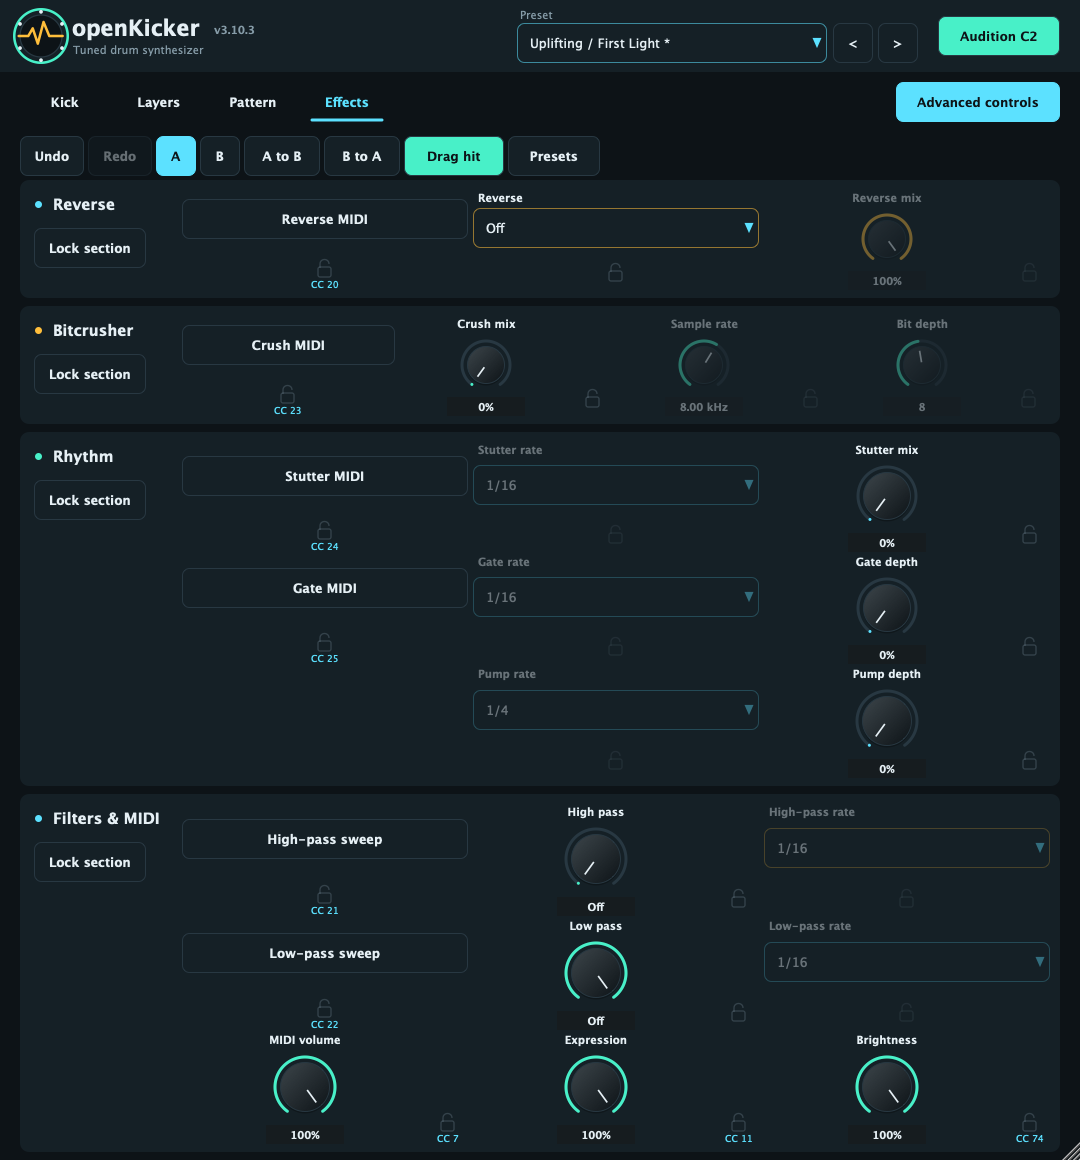 openKicker v3.10.3
Tuned drum synthesizer
Preset
Uplifting / First Light *
<
>
Audition C2
Kick
Layers
Pattern
Effects
Advanced controls
Undo
Redo
A
B
A to B
B to A
Drag hit
Presets
Reverse
Lock section
Reverse MIDI
CC 20
Reverse
Off
Reverse mix
100%
Bitcrusher
Lock section
Crush MIDI
CC 23
Crush mix
0%
Sample rate
8.00 kHz
Bit depth
8
Rhythm
Lock section
Stutter MIDI
CC 24
Stutter rate
1/16
Stutter mix
0%
Gate MIDI
CC 25
Gate rate
1/16
Gate depth
0%
Pump rate
1/4
Pump depth
0%
Filters & MIDI
Lock section
High-pass sweep
CC 21
High pass
Off
High-pass rate
1/16
Low-pass sweep
CC 22
Low pass
Off
Low-pass rate
1/16
MIDI volume
100%
CC 7
Expression
100%
CC 11
Brightness
100%
CC 74